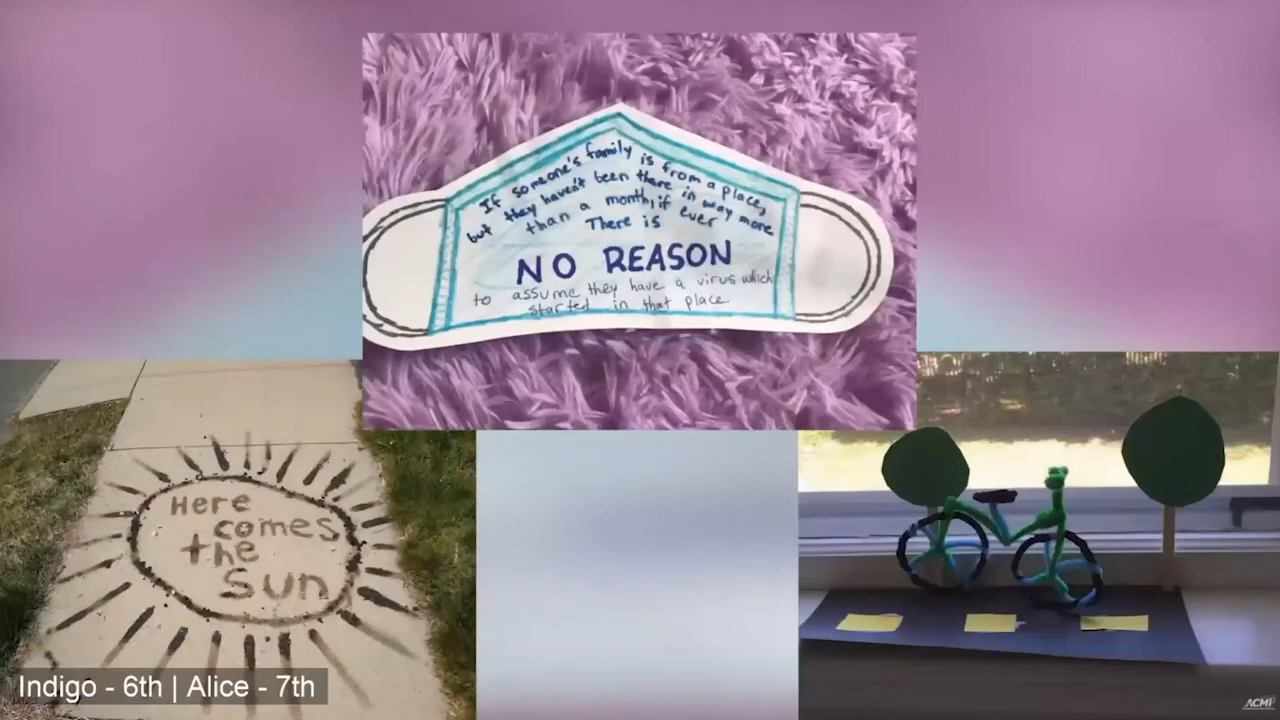 If someone's family is from a place,
but they haven't been there in way more
than a month, if ever
There is
NO REASON
to assume they have a virus which
started in that place.
Here
comes
the
Sun
Indigo - 6th | Alice - 7th
ACMi